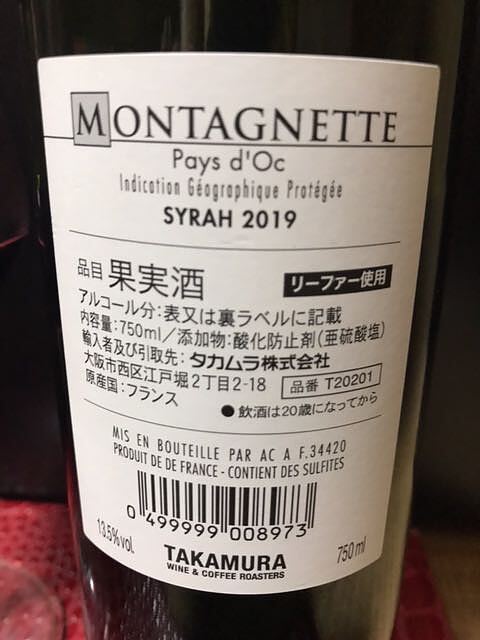 MONTAGNETTE
Pays d'Oc
Indication Géographique Protégée
SYRAH 2019
品目 果実酒 リーファー使用
アルコール分:表又は裏ラベルに記載
内容量:750ml/添加物:酸化防止剤(亜硫酸塩)
輸入者及び引取先:タカムラ株式会社
大阪市西区江戸堀2丁目2-18 品番 T20201
原産国:フランス
●飲酒は20歳になってから
MIS EN BOUTEILLE PAR AC A F.34420
PRODUIT DE DE FRANCE - CONTIENT DES SULFITES
0 499999 008973
13.5% vol.
TAKAMURA
WINE & COFFEE ROASTERS
750 ml